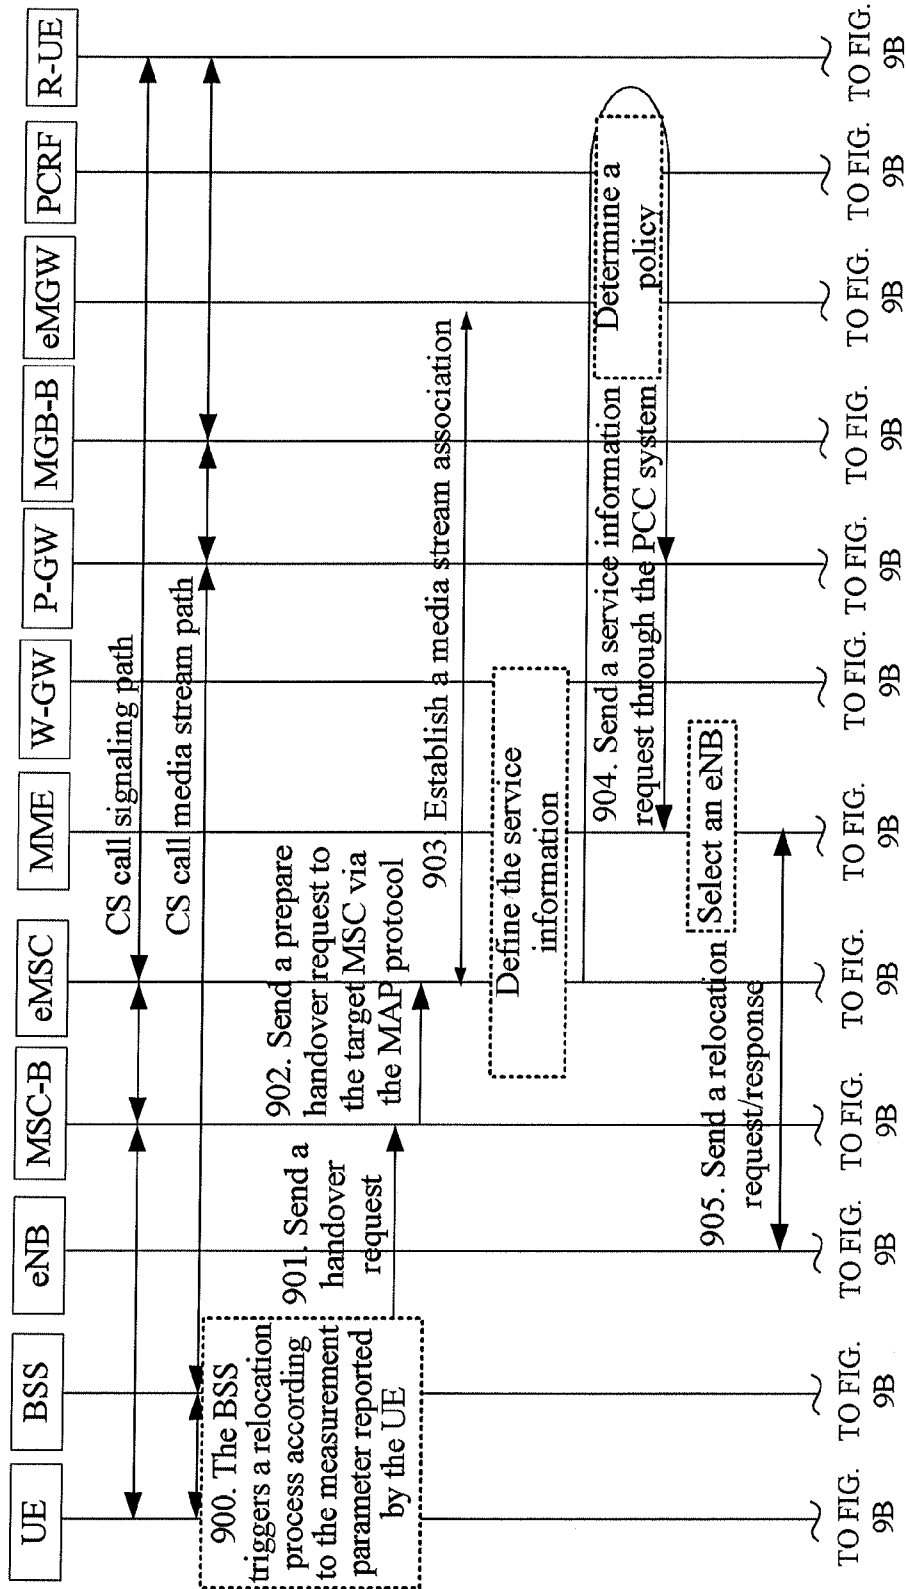 UE
BSS
eNB
MSC-B
eMSC
MME
W-GW
P-GW
MGB-B
eMGW
PCRF
R-UE
CS call signaling path
CS call media stream path
900. The BSS
triggers a relocation
process according
to the measurement
parameter reported
by the UE
901. Send a
handover
request
902. Send a prepare
handover request to
the target MSC via
the MAP protocol
903. Establish a media stream association
Define the service
information
904. Send a service information
request through the PCC system
Determine a
policy
Select an eNB
905. Send a relocation
request/response
TO FIG.
9B
TO FIG.
9B
TO FIG.
9B
TO FIG.
9B
TO FIG.
9B
TO FIG.
9B
TO FIG.
9B
TO FIG.
9B
TO FIG.
9B
TO FIG.
9B
TO FIG.
9B
TO FIG.
9B